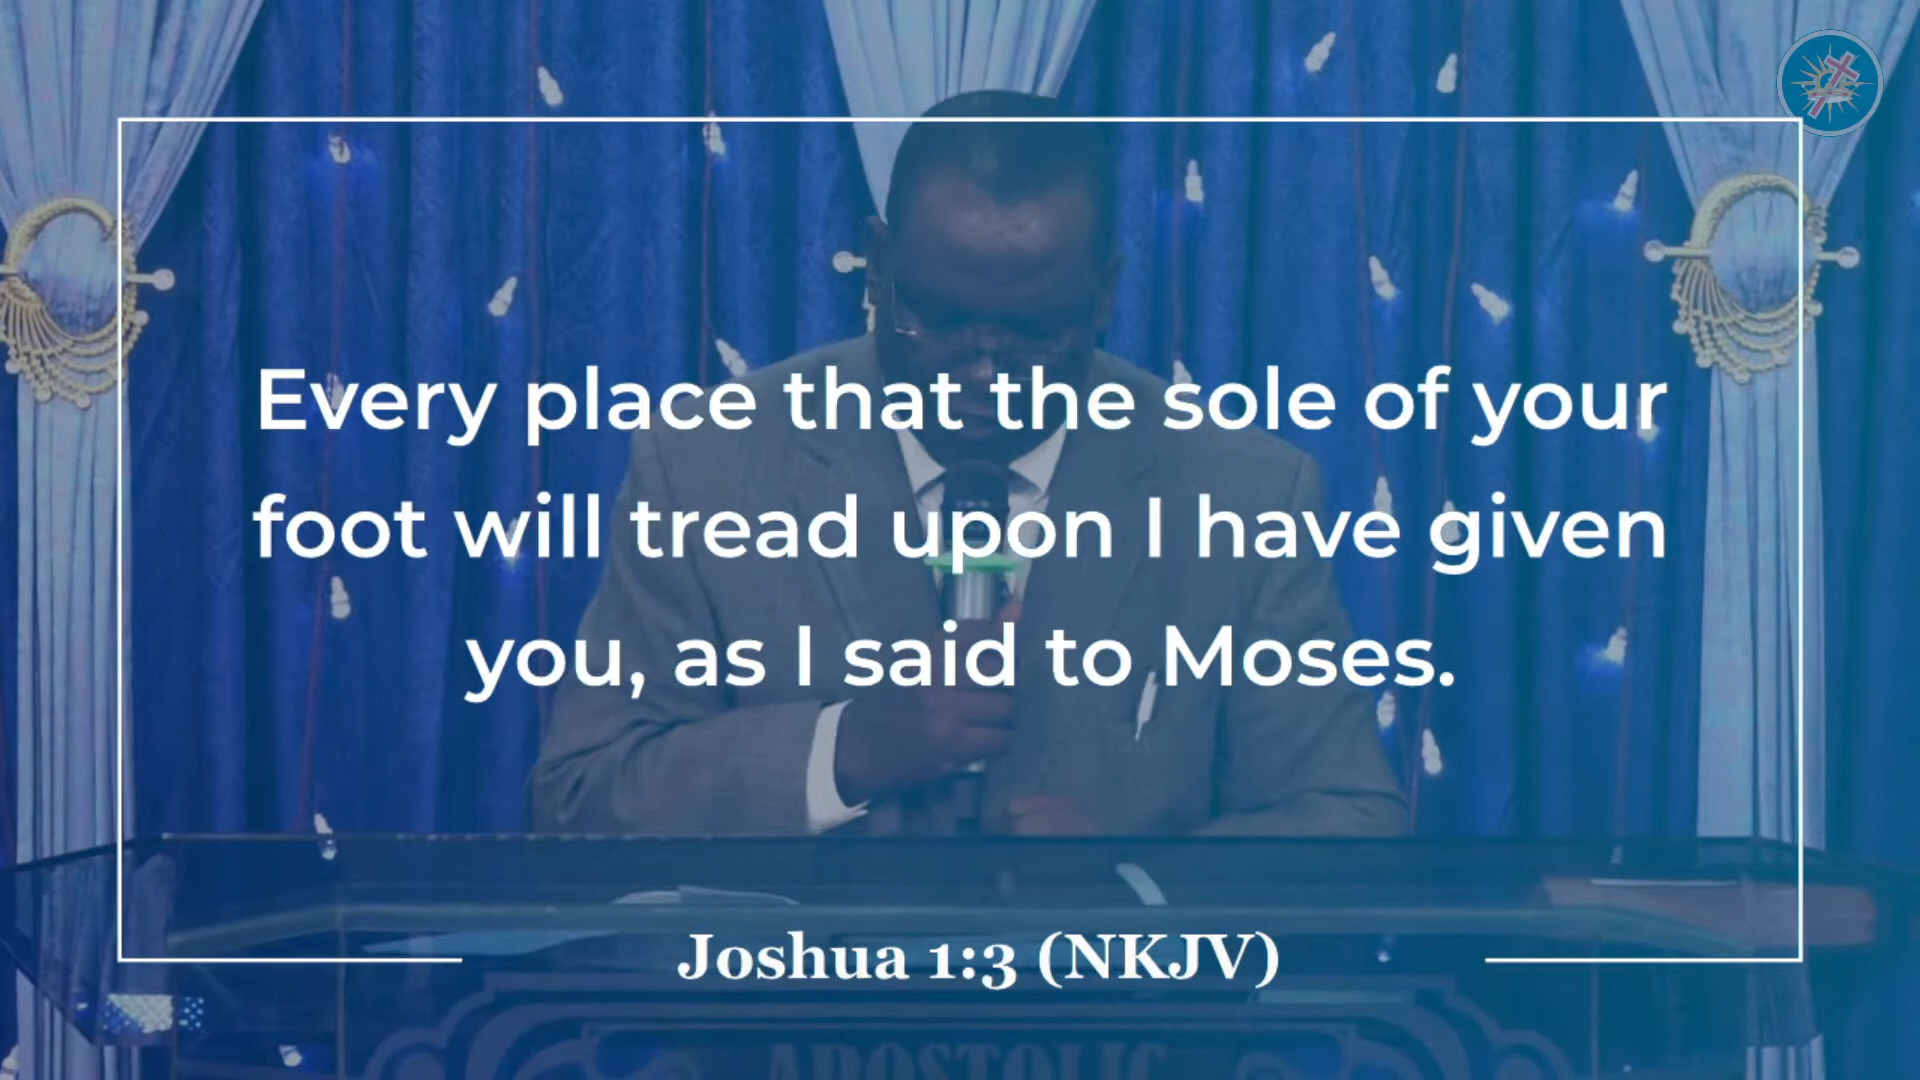 Every place that the sole of your
foot will tread upon I have given
you, as I said to Moses.
Joshua 1:3 (NKJV)
APOSTOLIC